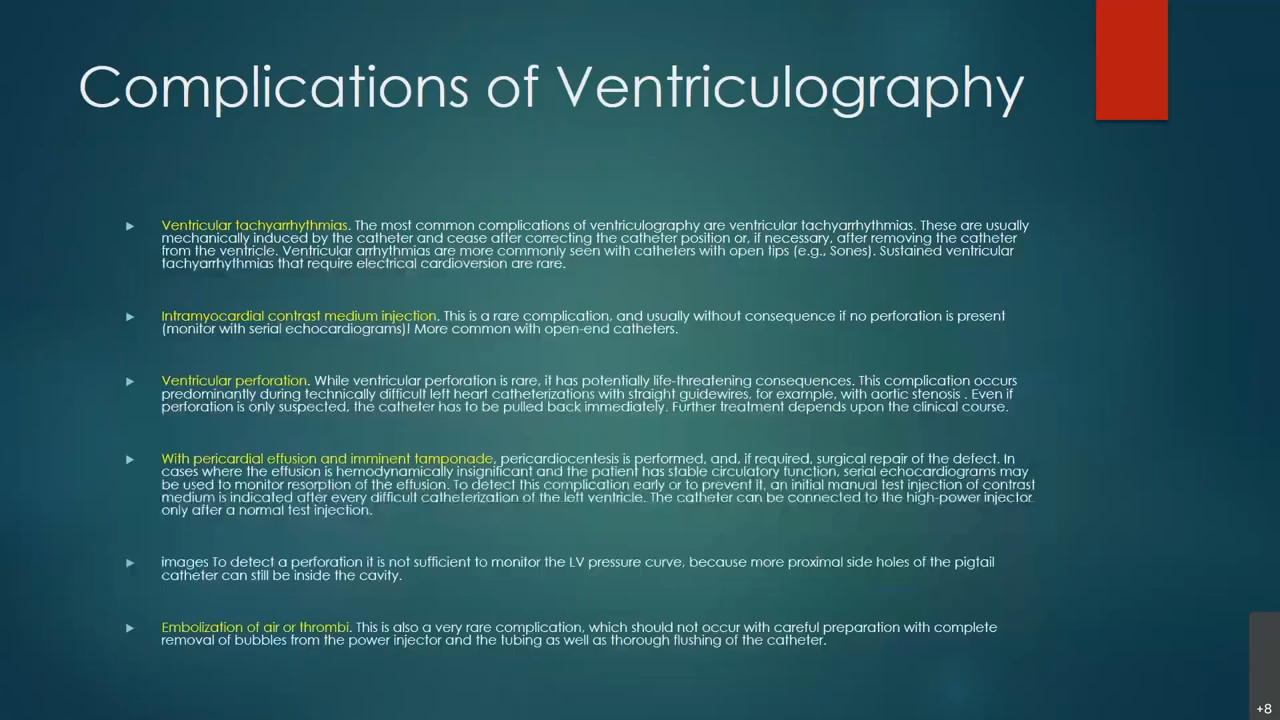 Complications of Ventriculography
Ventricular tachyarrhythmias. The most common complications of ventriculography are ventricular tachyarrhythmias. These are usually
mechanically induced by the catheter and cease after correcting the catheter position or, if necessary, after removing the catheter
from the ventricle. Ventricular arrhythmias are more commonly seen with catheters with open tips (e.g., Sones). Sustained ventricular
tachyarrhythmias that require electrical cardioversion are rare.
Intramyocardial contrast medium injection. This is a rare complication, and usually without consequence if no perforation is present
(monitor with serial echocardiograms)! More common with open-end catheters.
Ventricular perforation. While ventricular perforation is rare, it has potentially life-threatening consequences. This complication occurs
predominantly during technically difficult left heart catheterizations with straight guidewires, for example, with aortic stenosis . Even if
perforation is only suspected, the catheter has to be pulled back immediately. Further treatment depends upon the clinical course.
With pericardial effusion and imminent tamponade, pericardiocentesis is performed, and, if required, surgical repair of the defect. In
cases where the effusion is hemodynamically insignificant and the patient has stable circulatory function, serial echocardiograms may
be used to monitor resorption of the effusion. To detect this complication early or to prevent it, an initial manual test injection of contrast
medium is indicated after every difficult catheterization of the left ventricle. The catheter can be connected to the high-power injector
only after a normal test injection.
images To detect a perforation it is not sufficient to monitor the LV pressure curve, because more proximal side holes of the pigtail
catheter can still be inside the cavity.
Embolization of air or thrombi. This is also a very rare complication, which should not occur with careful preparation with complete
removal of bubbles from the power injector and the tubing as well as thorough flushing of the catheter.
+8